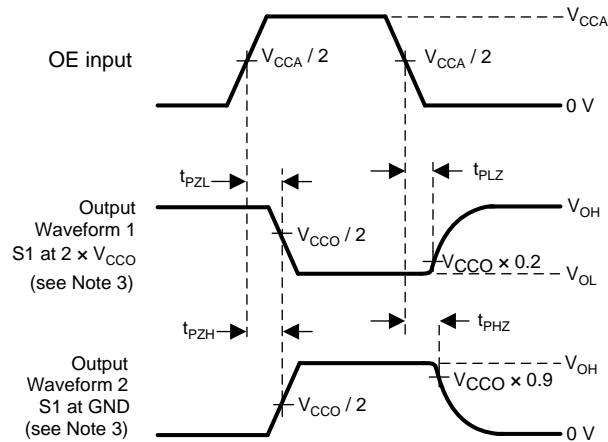 V_CCA
OE input
V_CCA / 2
V_CCA / 2
0 V
t_PZL
t_PLZ
Output
Waveform 1
S1 at 2 × V_CCO
(see Note 3)
V_CCO / 2
V_OH
V_CCO × 0.2
V_OL
t_PZH
t_PHZ
Output
Waveform 2
S1 at GND
(see Note 3)
V_OH
V_CCO × 0.9
V_CCO / 2
0 V